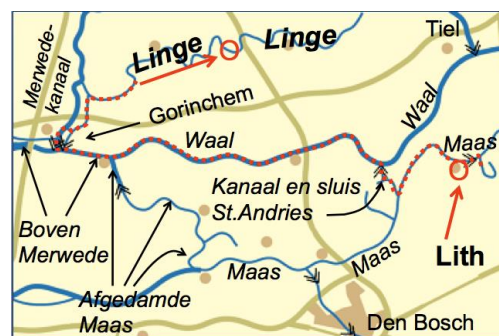 Linge
Linge
Tiel
Merwede-
kanaal
Gorinchem
Waal
Waal
Maas
Kanaal en sluis
St.Andries
Boven
Merwede
Lith
Maas
Maas
Afgedamde
Maas
Den Bosch